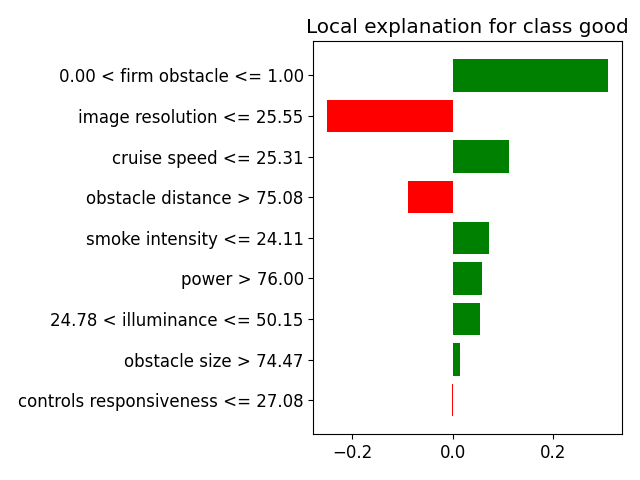 Local explanation for class good
0.00 < firm obstacle <= 1.00
image resolution <= 25.55
cruise speed <= 25.31
obstacle distance > 75.08
smoke intensity <= 24.11
power > 76.00
24.78 < illuminance <= 50.15
obstacle size > 74.47
controls responsiveness <= 27.08
−0.2 0.0 0.2